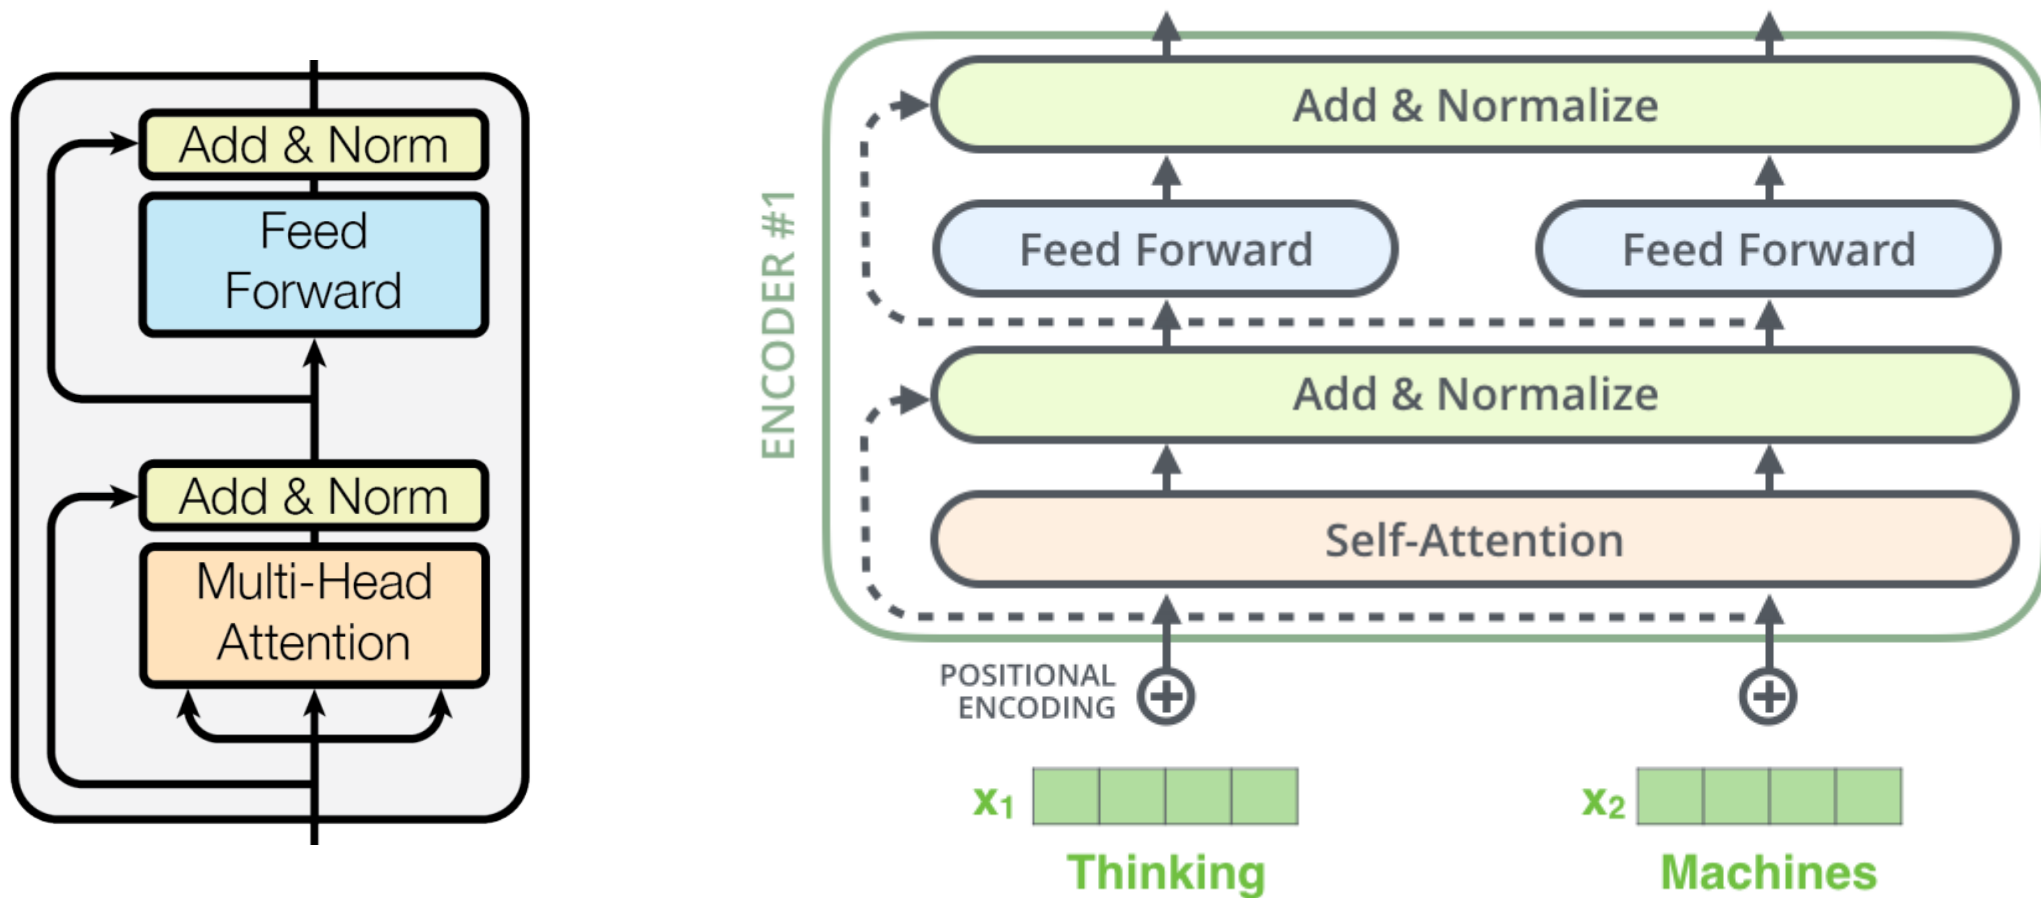 Add & Norm
Feed
Forward
Add & Norm
Multi-Head
Attention
ENCODER #1
Add & Normalize
Feed Forward
Feed Forward
Add & Normalize
Self-Attention
POSITIONAL
ENCODING
x1
x2
Thinking
Machines